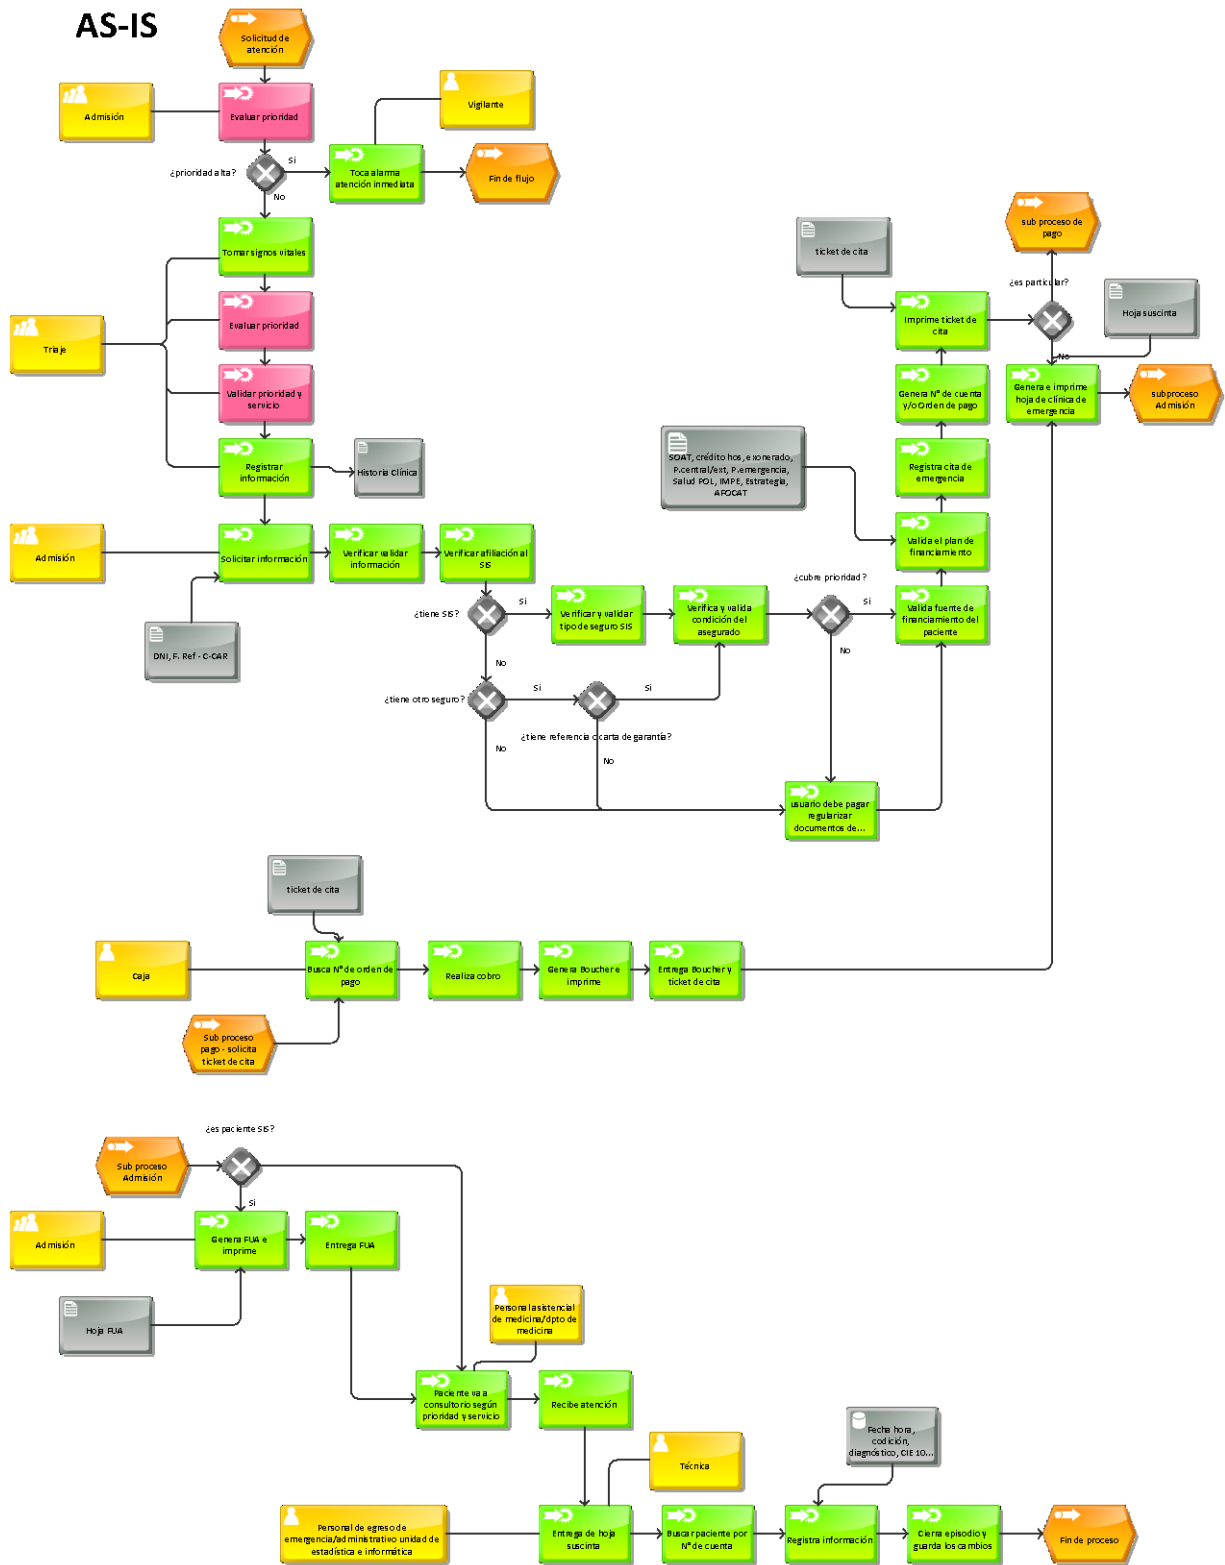 AS-IS
Solicitud de
atención
Admisión
Evaluar prioridad
Vigilante
¿prioridad alta?
Si
Toca alarma
atención inmediata
Fin de flujo
No
Tomar signos vitales
Evaluar prioridad
Triaje
Validar prioridad y
servicio
Registrar
información
Historia Clínica
Admisión
Solicitar información
Verificar validar
información
Verificar afiliación al
SIS
DNI, F. Ref - C-CAR
¿tiene SIS?
Si
Verificar y validar
tipo de seguro SIS
Verifica y valida
condición del
asegurado
¿cubre prioridad?
Si
Valida fuente de
financiamiento del
paciente
No
No
¿tiene otro seguro?
Si
Si
¿tiene referencia o carta de garantía?
No
No
usuario debe pagar
regularizar
documentos de...
SOAT, crédito hos, exonerado,
P.central/ext, P.emergencia,
Salud POL, IMPE, Estrategia,
AFOCAT
Valida el plan de
financiamiento
Registra cita de
emergencia
Genera N° de cuenta
y/o Orden de pago
ticket de cita
Imprime ticket de
cita
sub proceso de
pago
¿es particular?
Hoja suscinta
No
Genera e imprime
hoja de clínica de
emergencia
subproceso
Admisión
ticket de cita
Caja
Busca N° de orden de
pago
Realiza cobro
Genera Boucher e
imprime
Entrega Boucher y
ticket de cita
Sub proceso
pago - solicita
ticket de cita
¿es paciente SIS?
Sub proceso
Admisión
Si
Admisión
Genera FUA e
imprime
Entrega FUA
Hoja FUA
Personal asistencial
de medicina/dpto de
medicina
Paciente va a
consultorio según
prioridad y servicio
Recibe atención
Técnica
Fecha hora,
codición,
diagnóstico, CIE 10...
Personal de egreso de
emergencia/administrativo unidad de
estadística e informática
Entrega de hoja
suscinta
Buscar paciente por
N° de cuenta
Registra información
Cierra episodio y
guarda los cambios
Fin de proceso